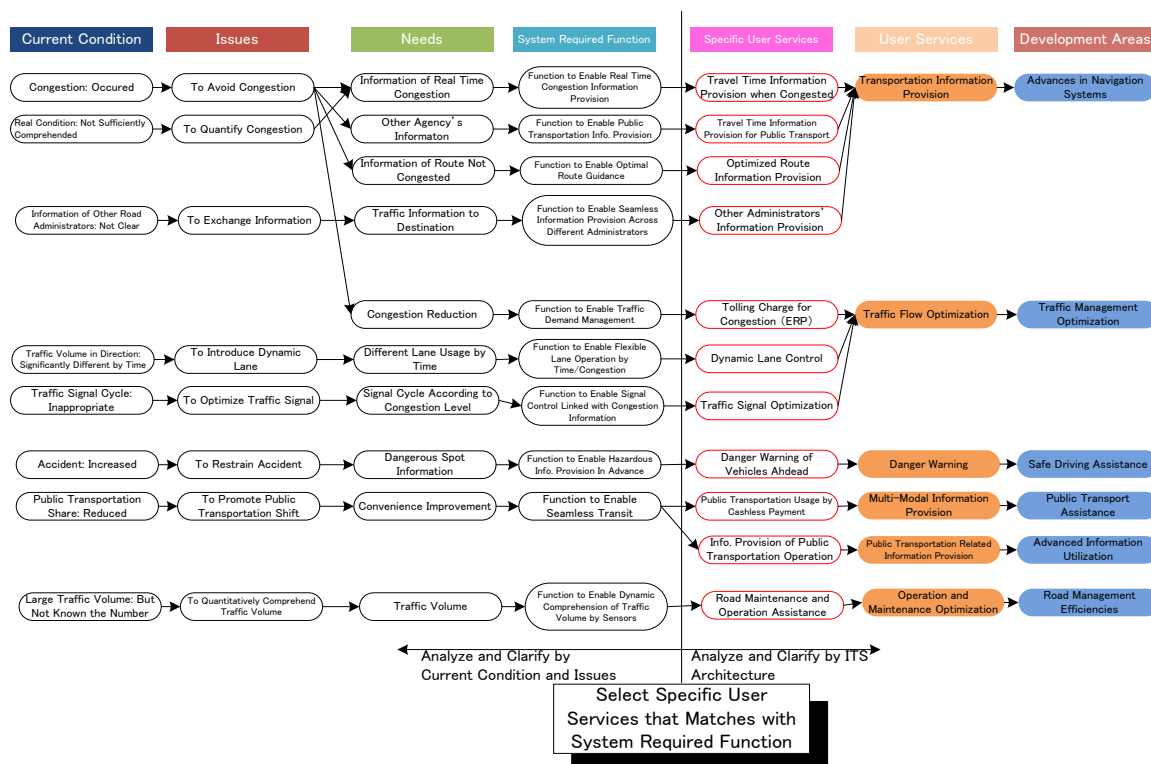 Current Condition
Issues
Needs
System Required Function
Specific User Services
User Services
Development Areas
Congestion: Occured
To Avoid Congestion
Information of Real Time
Congestion
Function to Enable Real Time
Congestion Information
Provision
Travel Time Information
Provision when Congested
Transportation Information
Provision
Advances in Navigation
Systems
Real Condition: Not Sufficiently
Comprehended
To Quantify Congestion
Other Agency's
Informaton
Function to Enable Public
Transportation Info. Provision
Travel Time Information
Provision for Public Transport
Information of Route Not
Congested
Function to Enable Optimal
Route Guidance
Optimized Route
Information Provision
Information of Other Road
Administrators: Not Clear
To Exchange Information
Traffic Information to
Destination
Function to Enable Seamless
Information Provision Across
Different Administrators
Other Administrators'
Information Provision
Congestion Reduction
Function to Enable Traffic
Demand Management
Tolling Charge for
Congestion (ERP)
Traffic Flow Optimization
Traffic Management
Optimization
Traffic Volume in Direction:
Significantly Different by Time
To Introduce Dynamic
Lane
Different Lane Usage by
Time
Function to Enable Flexible
Lane Operation by
Time/Congestion
Dynamic Lane Control
Traffic Signal Cycle:
Inappropriate
To Optimize Traffic Signal
Signal Cycle According to
Congestion Level
Function to Enable Signal
Control Linked with Congestion
Information
Traffic Signal Optimization
Accident: Increased
To Restrain Accident
Dangerous Spot
Information
Function to Enable Hazardous
Info. Provision In Advance
Danger Warning of
Vehicles Ahdead
Danger Warning
Safe Driving Assistance
Public Transportation
Share: Reduced
To Promote Public
Transportation Shift
Convenience Improvement
Function to Enable
Seamless Transit
Public Transportation Usage by
Cashless Payment
Multi-Modal Information
Provision
Public Transport
Assistance
Info. Provision of Public
Transportation Operation
Public Transportation Related
Information Provision
Advanced Information
Utilization
Large Traffic Volume: But
Not Known the Number
To Quantitatively Comprehend
Traffic Volume
Traffic Volume
Function to Enable Dynamic
Comprehension of Traffic
Volume by Sensors
Road Maintenance and
Operation Assistance
Operation and
Maintenance Optimization
Road Management
Efficiencies
Analyze and Clarify by
Current Condition and Issues
Analyze and Clarify by ITS
Architecture
Select Specific User
Services that Matches with
System Required Function